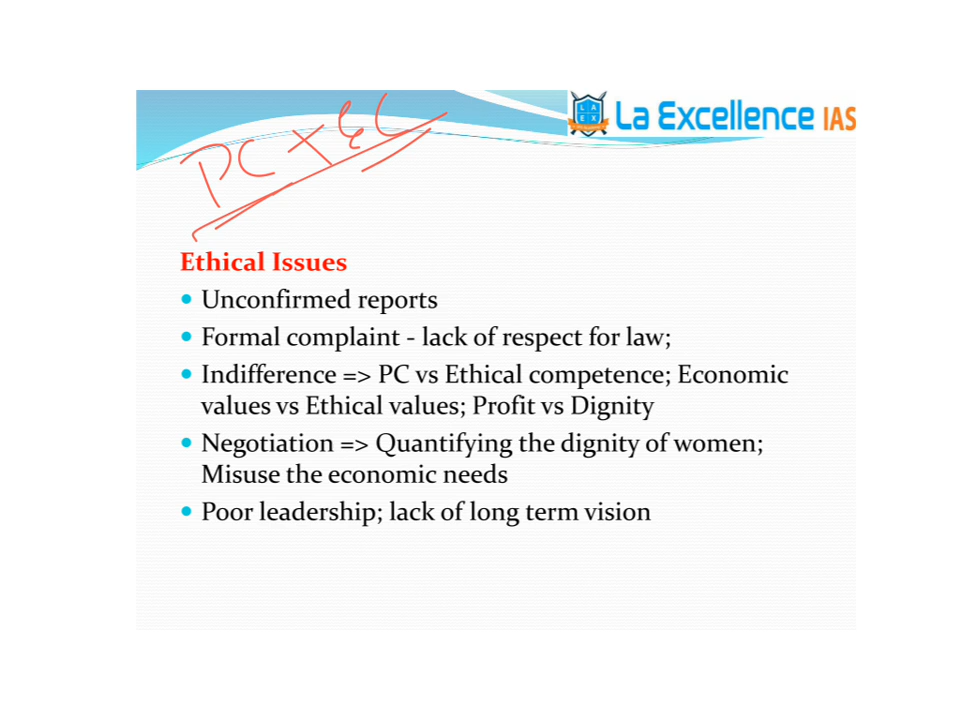 La Excellence IAS
L A
E X
PC + EC
Ethical Issues
• Unconfirmed reports
• Formal complaint - lack of respect for law;
• Indifference => PC vs Ethical competence; Economic
values vs Ethical values; Profit vs Dignity
• Negotiation => Quantifying the dignity of women;
Misuse the economic needs
• Poor leadership; lack of long term vision